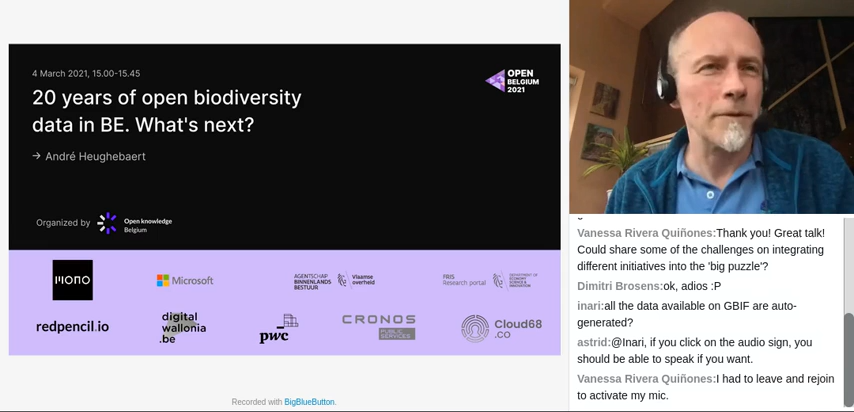 4 March 2021, 15.00-15.45
20 years of open biodiversity
data in BE. What's next?
→ André Heughebaert
OPEN
BELGIUM
2021
Organized by
Open knowledge
Belgium
MONO
Microsoft
AGENTSCHAP
BINNENLANDS
BESTUUR
Vlaamse
overheid
FRIS
Research portal
DEPARTMENT OF
ECONOMY
SCIENCE &
INNOVATION
redpencil.io
digital
wallonia
.be
pwc
CRONOS
PUBLIC
SERVICES
Cloud68
.CO
Recorded with BigBlueButton.
Vanessa Rivera Quiñones:Thank you! Great talk!
Could share some of the challenges on integrating
different initiatives into the 'big puzzle'?
Dimitri Brosens:ok, adios :P
inari:all the data available on GBIF are auto-
generated?
astrid:@Inari, if you click on the audio sign, you
should be able to speak if you want.
Vanessa Rivera Quiñones:I had to leave and rejoin
to activate my mic.